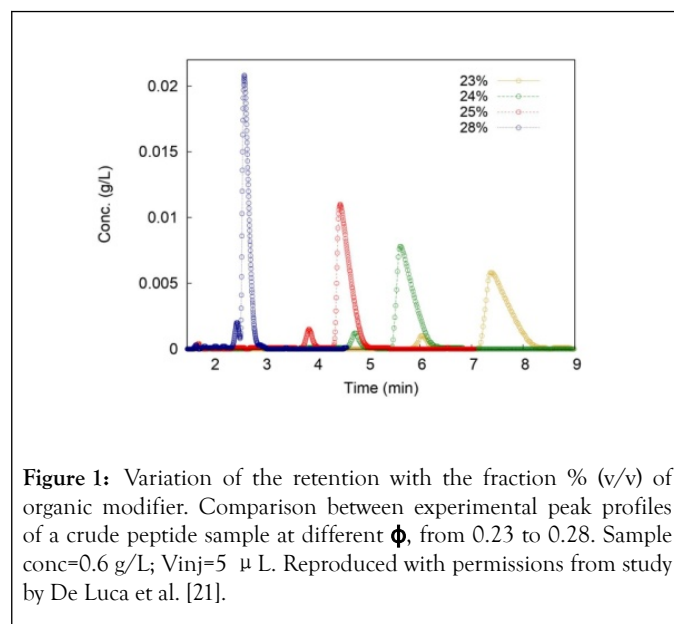 23%
24%
25%
28%
0.02
0.015
0.01
0.005
0
Conc. (g/L)
2 3 4 5 6 7 8 9
Time (min)
Figure 1: Variation of the retention with the fraction % (v/v) of
organic modifier. Comparison between experimental peak profiles
of a crude peptide sample at different ϕ, from 0.23 to 0.28. Sample
conc=0.6 g/L; Vinj=5 μ L. Reproduced with permissions from study
by De Luca et al. [21].